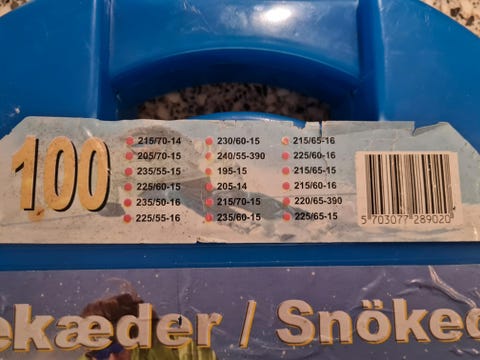 100
215/70-14 230/60-15 215/65-16
205/70-15 240/55-390 225/60-16
235/55-15 195-15 215/65-15
225/60-15 205-14 215/60-16
235/50-16 215/70-15 220/65-390
225/55-16 235/60-15 225/65-15
5 703077 289020
ekæder / Snöked